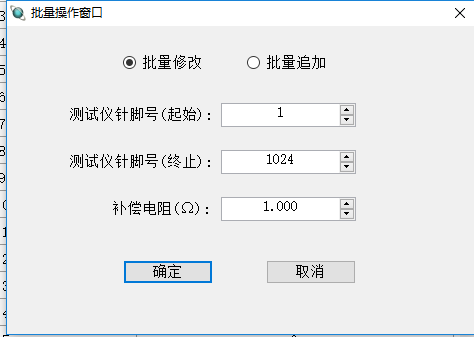 批量操作窗口
批量修改 批量追加
测试仪针脚号(起始): 1
测试仪针脚号(终止): 1024
补偿电阻(Ω): 1.000
确定 取消